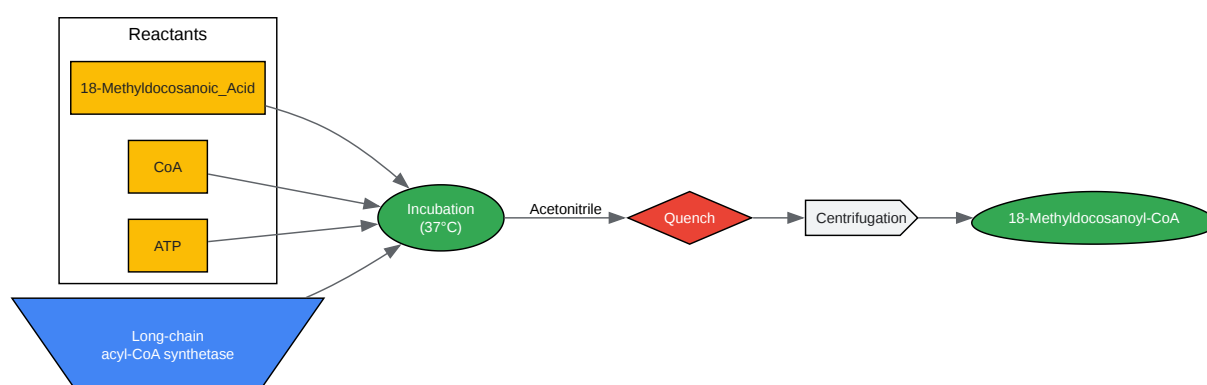 Reactants
18-Methyldocosanoic_Acid
CoA
ATP
Long-chain
acyl-CoA synthetase
Incubation
(37°C)
Acetonitrile
Quench
Centrifugation
18-Methyldocosanoyl-CoA